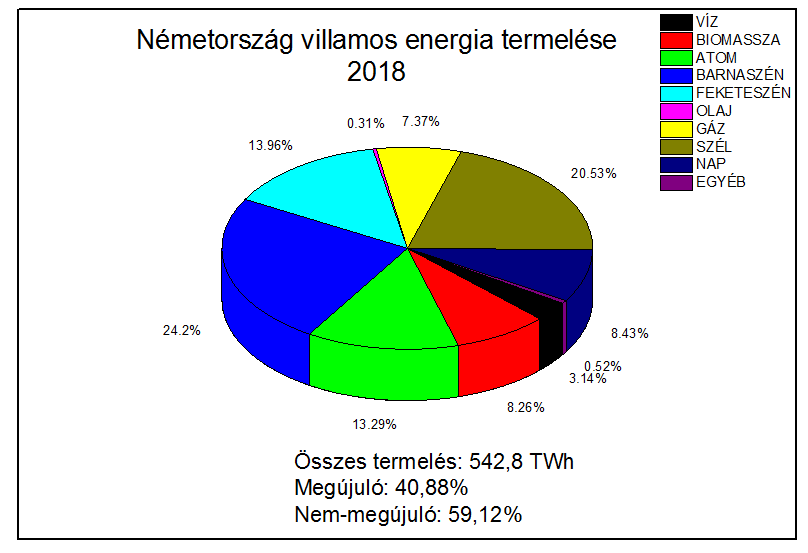 Németország villamos energia termelése
2018
VÍZ
BIOMASSZA
ATOM
BARNASZÉN
FEKETESZÉN
OLAJ
GÁZ
SZÉL
NAP
EGYÉB
0.31%
7.37%
13.96%
20.53%
24.2%
8.43%
0.52%
3.14%
8.26%
13.29%
Összes termelés: 542,8 TWh
Megújuló: 40,88%
Nem-megújuló: 59,12%